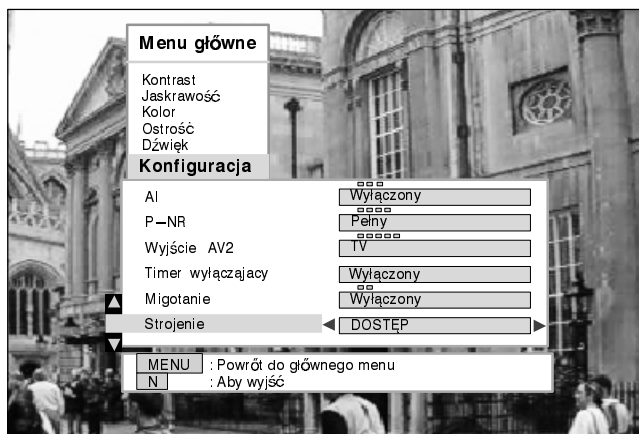 Menu główne
Kontrast
Jaskrawość
Kolor
Ostrość
Dźwięk
Konfiguracja
AI Wyłączony
P–NR Pełny
Wyjście AV2 TV
Timer wyłączajacy Wyłączony
Migotanie Wyłączony
Strojenie DOSTĘP
MENU : Powrót do głównego menu
N : Aby wyjść